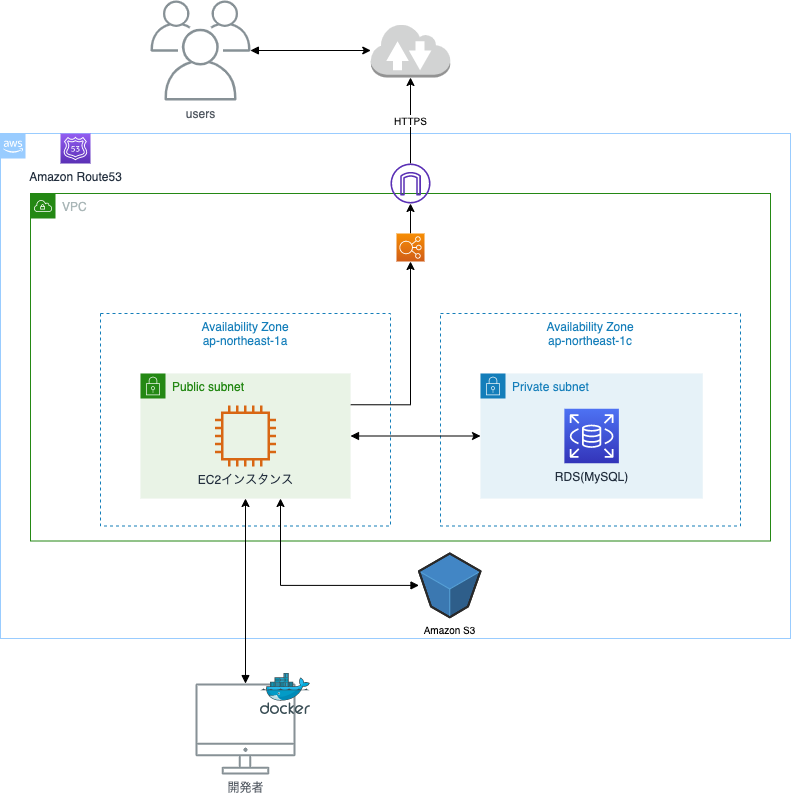 users
HTTPS
aws
53
Amazon Route53
VPC
Availability Zone
ap-northeast-1a
Availability Zone
ap-northeast-1c
Public subnet
Private subnet
EC2インスタンス
RDS(MySQL)
Amazon S3
docker
開発者